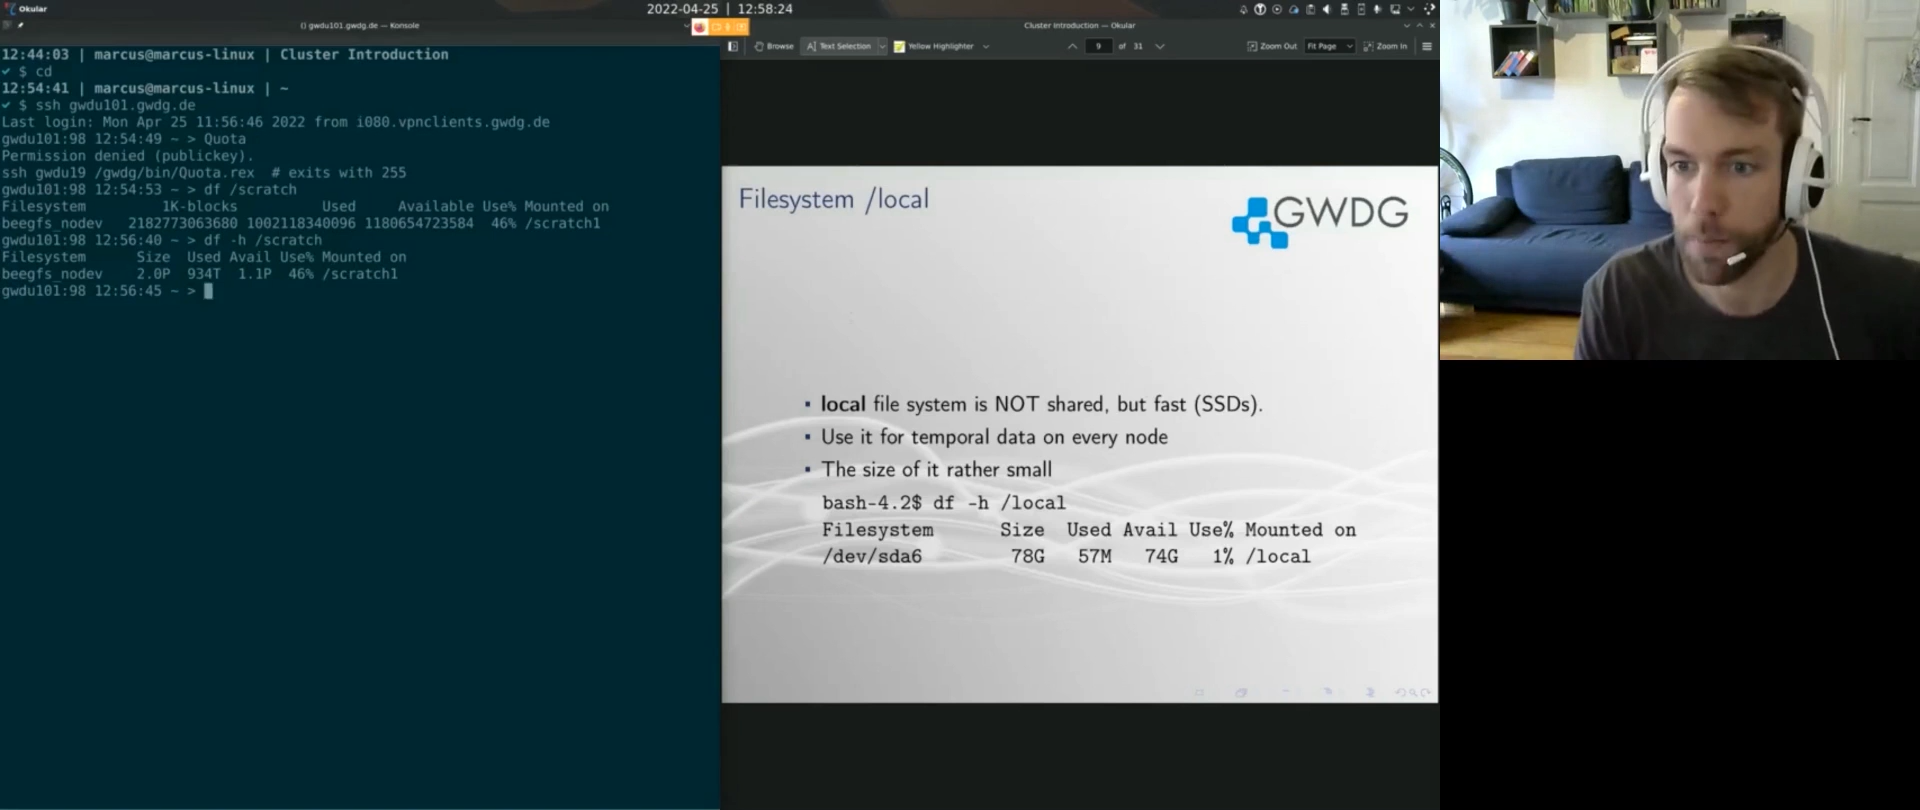 Okular
2022-04-25 | 12:58:24
() gwdu101.gwdg.de — Konsole
12:44:03 | marcus@marcus-linux | Cluster Introduction
✔ $ cd
12:54:41 | marcus@marcus-linux | ~
✔ $ ssh gwdu101.gwdg.de
Last login: Mon Apr 25 11:56:46 2022 from i080.vpnclients.gwdg.de
gwdu101:98 12:54:49 ~ > Quota
Permission denied (publickey).
ssh gwdu19 /gwdg/bin/Quota.rex # exits with 255
gwdu101:98 12:54:53 ~ > df /scratch
Filesystem 1K-blocks Used Available Use% Mounted on
beegfs_nodev 2182773063680 1002118340096 1180654723584 46% /scratch1
gwdu101:98 12:56:40 ~ > df -h /scratch
Filesystem Size Used Avail Use% Mounted on
beegfs_nodev 2.0P 934T 1.1P 46% /scratch1
gwdu101:98 12:56:45 ~ >
Cluster Introduction — Okular
Browse Text Selection Yellow Highlighter 9 of 31 Zoom Out Fit Page Zoom In
Filesystem /local
GWDG
▪ local file system is NOT shared, but fast (SSDs).
▪ Use it for temporal data on every node
▪ The size of it rather small
bash-4.2$ df -h /local
Filesystem Size Used Avail Use% Mounted on
/dev/sda6 78G 57M 74G 1% /local